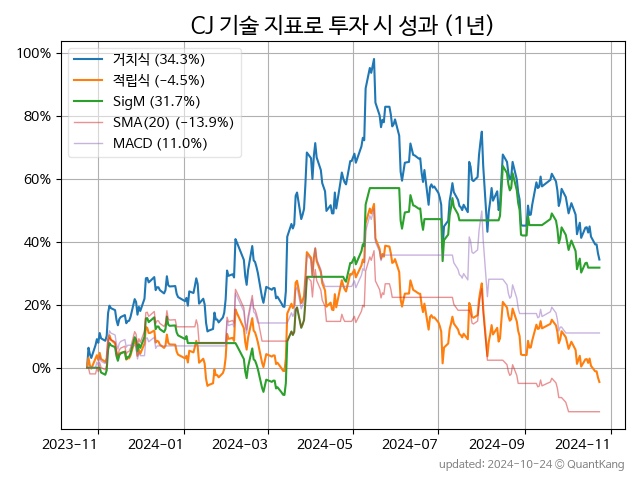 CJ 기술 지표로 투자 시 성과 (1년)
100%
80%
60%
40%
20%
0%
거치식 (34.3%)
적립식 (-4.5%)
SigM (31.7%)
SMA(20) (-13.9%)
MACD (11.0%)
2023-11
2024-01
2024-03
2024-05
2024-07
2024-09
2024-11
updated: 2024-10-24 © QuantKang